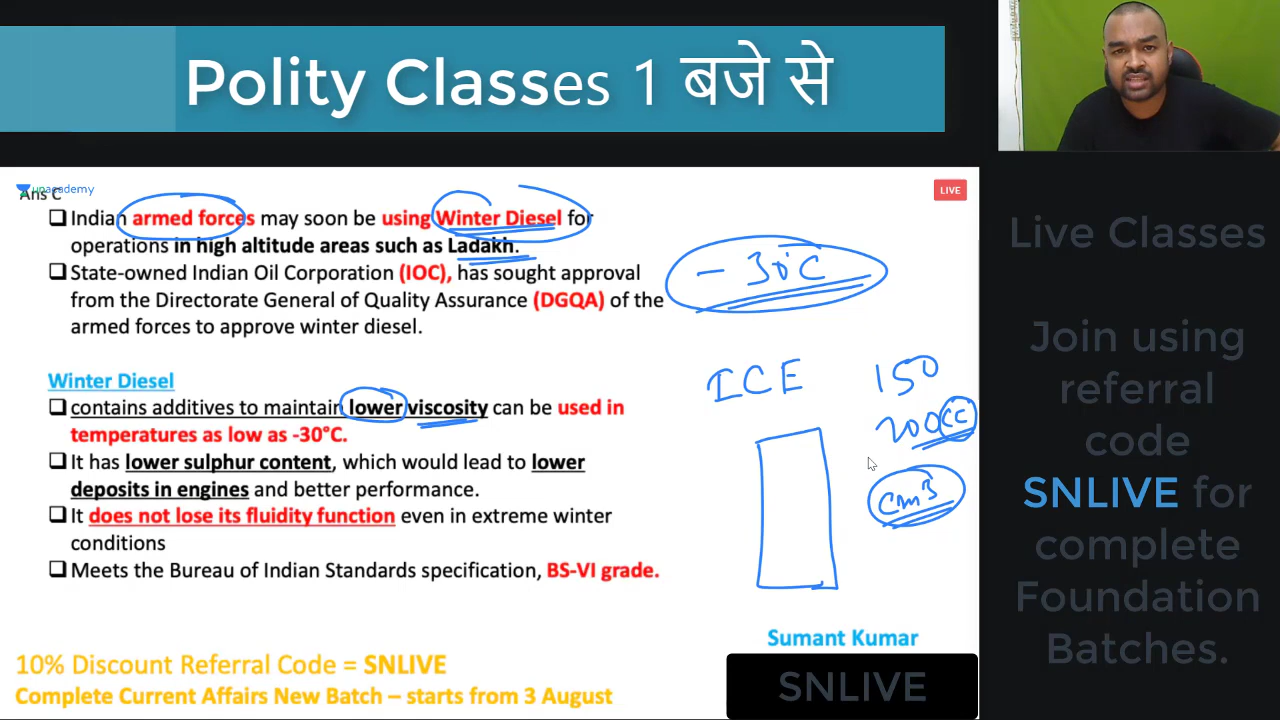 Polity Classes 1 बजे से
Ans C
unacademy
LIVE
Indian armed forces may soon be using Winter Diesel for
operations in high altitude areas such as Ladakh.
State-owned Indian Oil Corporation (IOC), has sought approval
from the Directorate General of Quality Assurance (DGQA) of the
armed forces to approve winter diesel.
-30°C
Winter Diesel
contains additives to maintain lower viscosity can be used in
temperatures as low as -30°C.
It has lower sulphur content, which would lead to lower
deposits in engines and better performance.
It does not lose its fluidity function even in extreme winter
conditions
Meets the Bureau of Indian Standards specification, BS-VI grade.
ICE
150
200cc
cm³
Sumant Kumar
SNLIVE
10% Discount Referral Code = SNLIVE
Complete Current Affairs New Batch – starts from 3 August
Live Classes
Join using
referral
code
SNLIVE for
complete
Foundation
Batches.